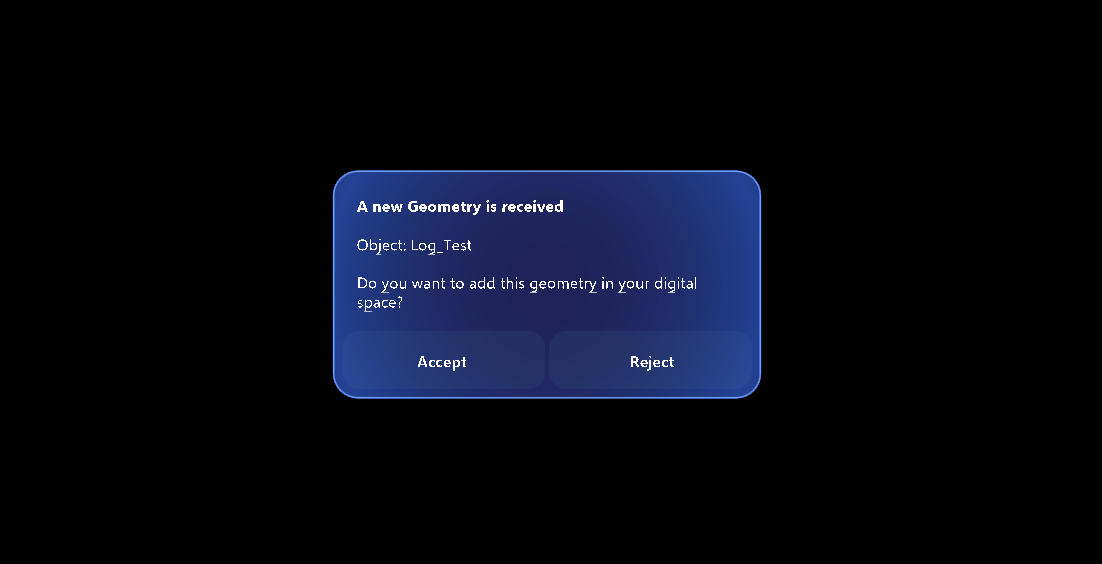 A new Geometry is received
Object: Log_Test
Do you want to add this geometry in your digital
space?
Accept
Reject